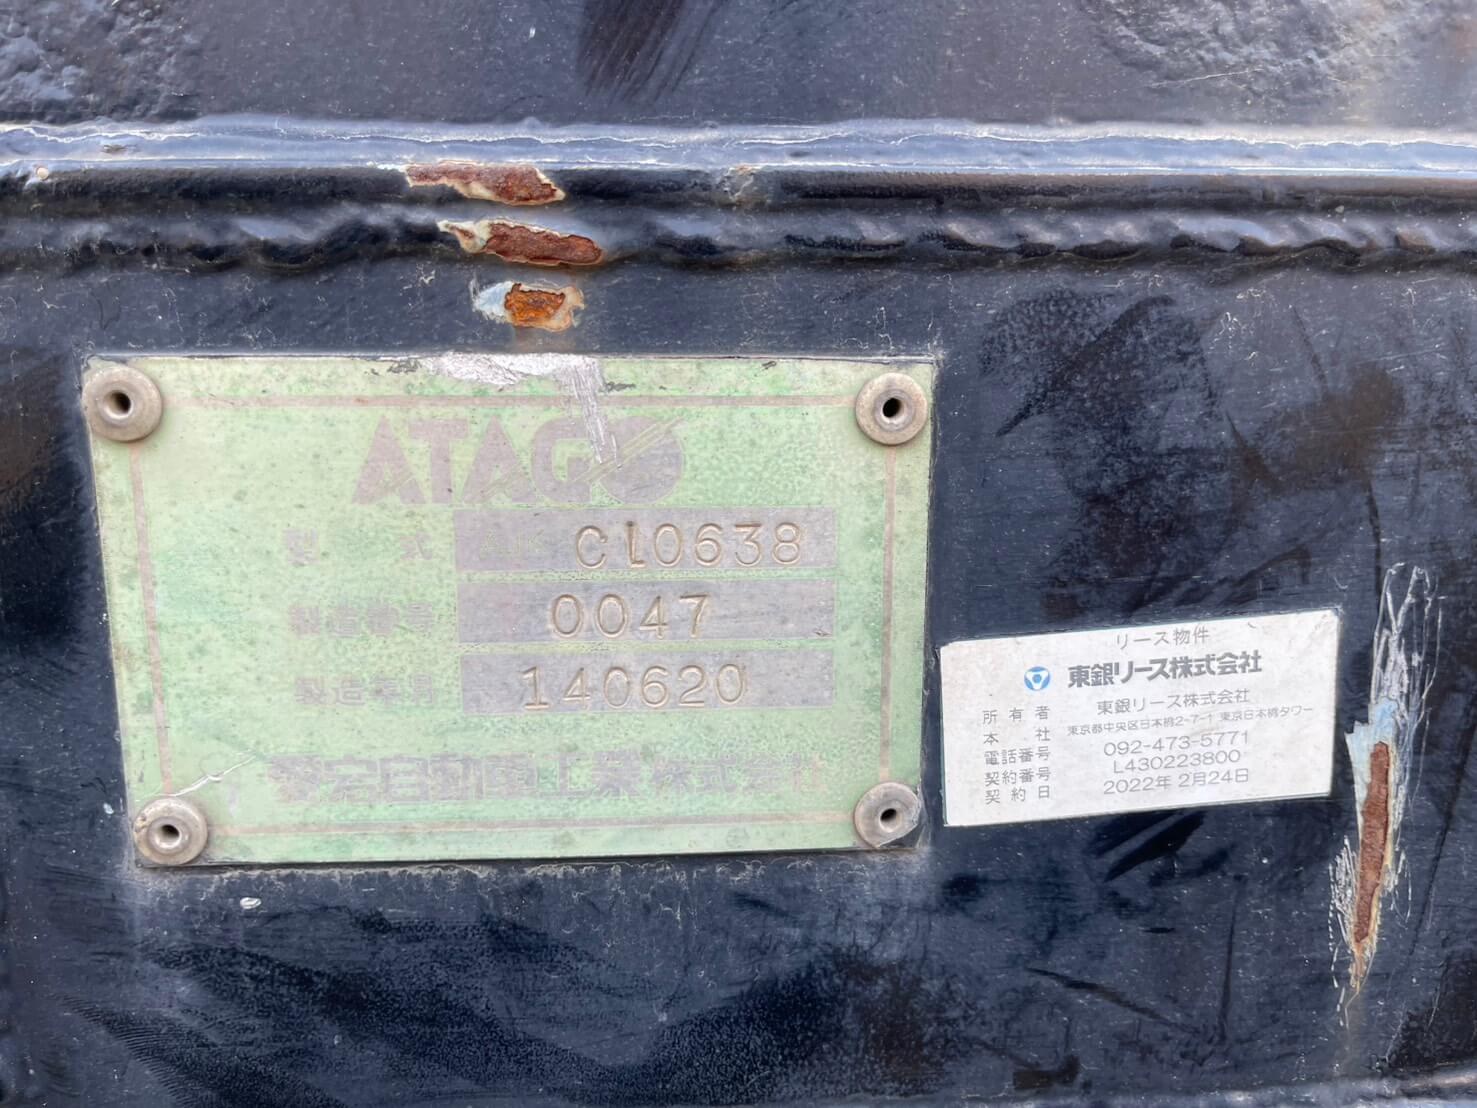 ATAGO
型 式 AJK CL0638
製造番号 0047
製造番号 140620
愛宕自動車工業株式会社
リース物件
東銀リース株式会社
所有者 東銀リース株式会社
本社 東京都中央区日本橋2-7-1 東京日本橋タワー
電話番号 092-473-5771
契約番号 L430223800
契約日 2022年 2月24日